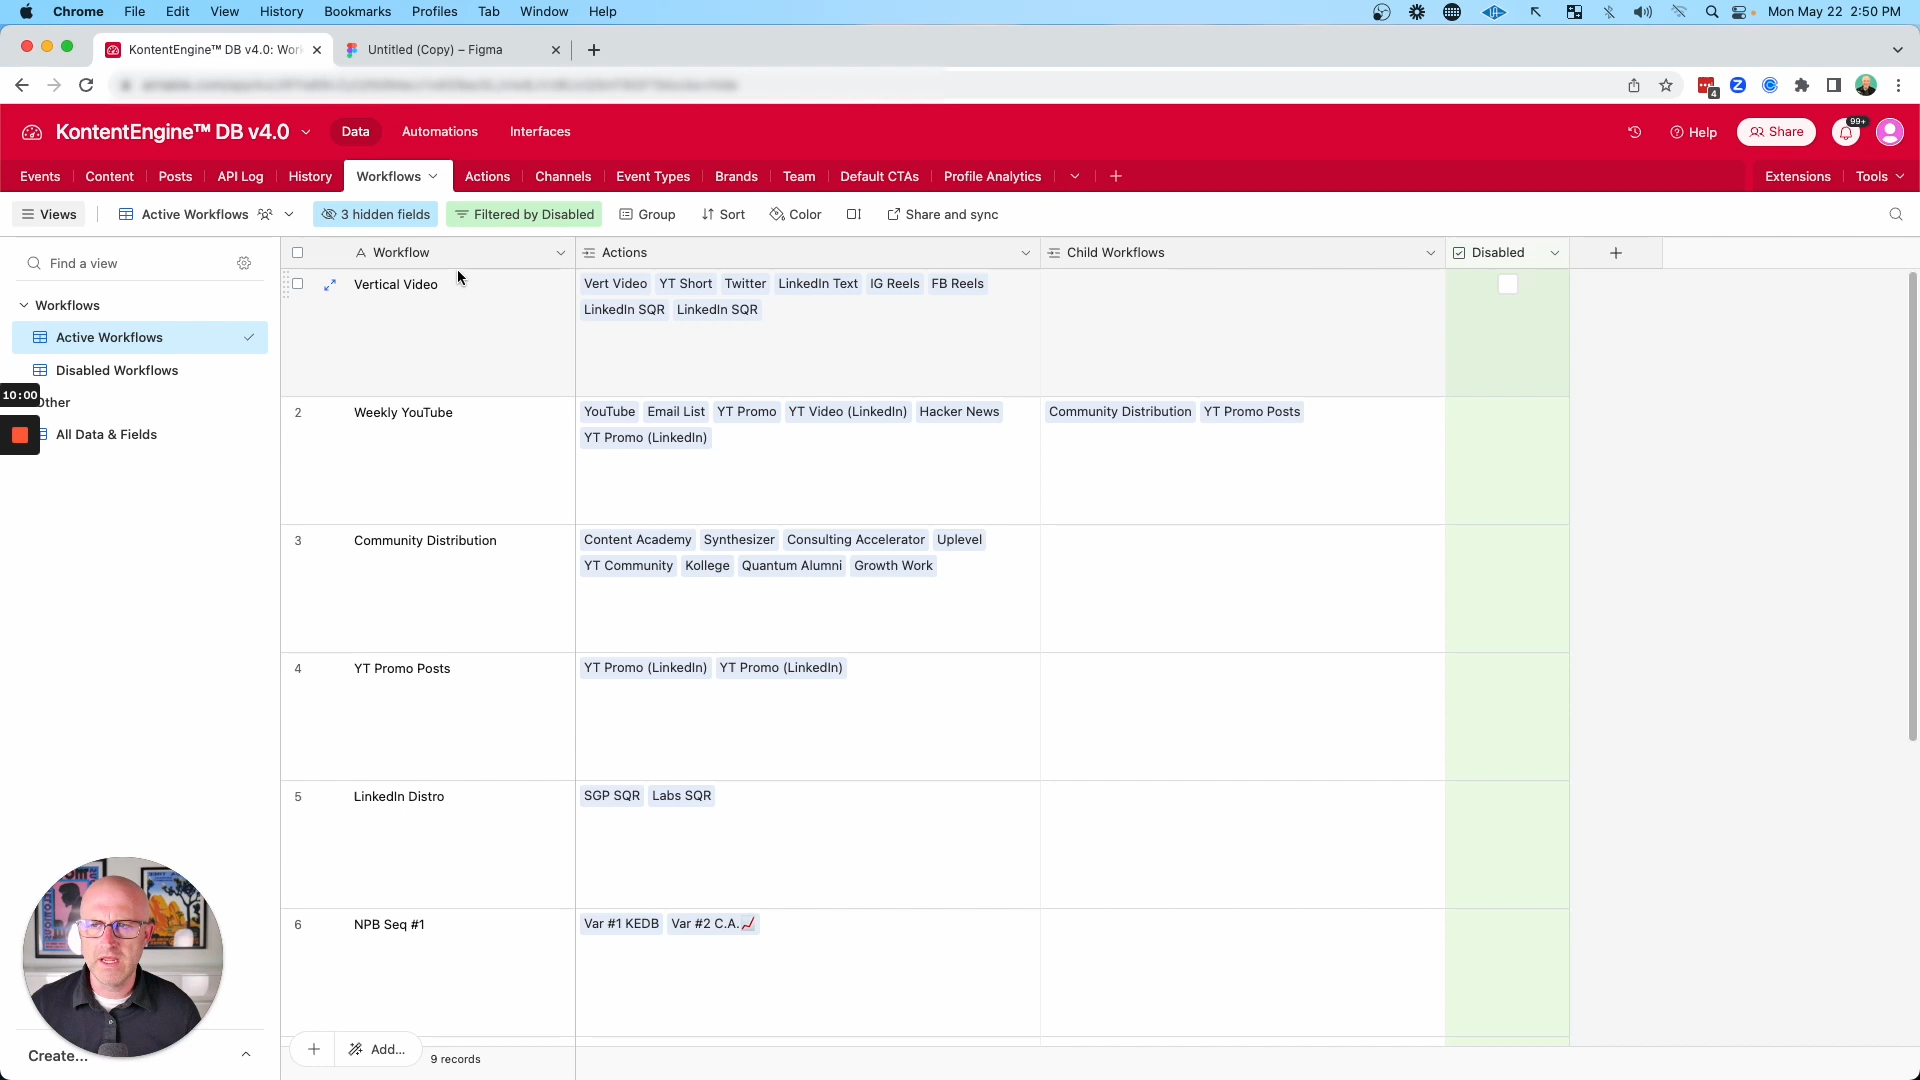 Chrome File Edit View History Bookmarks Profiles Tab Window Help Mon May 22 2:50 PM
KontentEngine™ DB v4.0: Wor Untitled (Copy) – Figma
4
KontentEngine™ DB v4.0 Data Automations Interfaces Help Share 99+
Events Content Posts API Log History Workflows Actions Channels Event Types Brands Team Default CTAs Profile Analytics Extensions Tools
Views Active Workflows 3 hidden fields Filtered by Disabled Group Sort Color Share and sync
Find a view
Workflows
Active Workflows
Disabled Workflows
10:00
Other
All Data & Fields
Create...
Workflow Actions Child Workflows Disabled
Vertical Video Vert Video YT Short Twitter LinkedIn Text IG Reels FB Reels
LinkedIn SQR LinkedIn SQR
2 Weekly YouTube YouTube Email List YT Promo YT Video (LinkedIn) Hacker News Community Distribution YT Promo Posts
YT Promo (LinkedIn)
3 Community Distribution Content Academy Synthesizer Consulting Accelerator Uplevel
YT Community Kollege Quantum Alumni Growth Work
4 YT Promo Posts YT Promo (LinkedIn) YT Promo (LinkedIn)
5 LinkedIn Distro SGP SQR Labs SQR
6 NPB Seq #1 Var #1 KEDB Var #2 C.A.📈
Add... 9 records